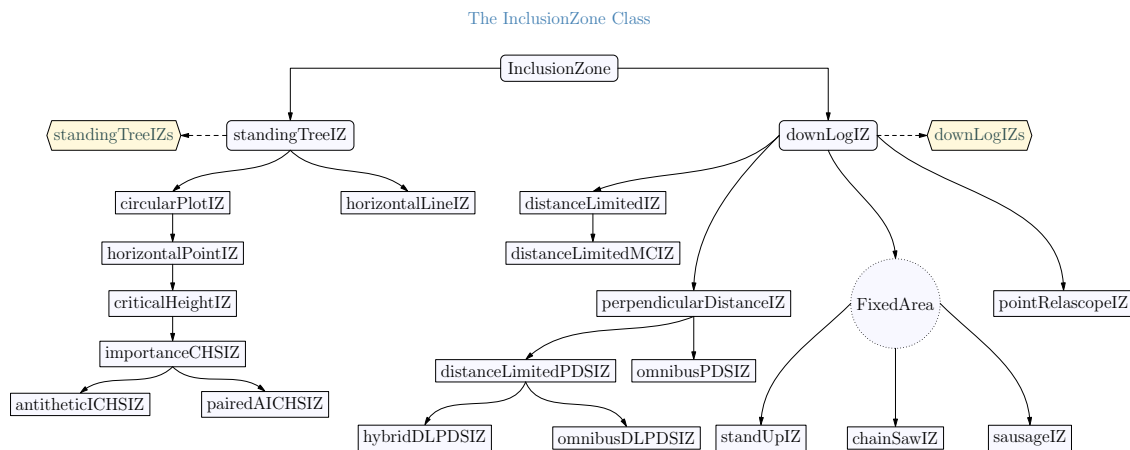 The InclusionZone Class
InclusionZone
standingTreeIZs
standingTreeIZ
downLogIZ
downLogIZs
circularPlotIZ
horizontalLineIZ
distanceLimitedIZ
horizontalPointIZ
distanceLimitedMCIZ
criticalHeightIZ
perpendicularDistanceIZ
FixedArea
pointRelascopeIZ
importanceCHSIZ
distanceLimitedPDSIZ
omnibusPDSIZ
antitheticICHSIZ
pairedAICHSIZ
hybridDLPDSIZ
omnibusDLPDSIZ
standUpIZ
chainSawIZ
sausageIZ